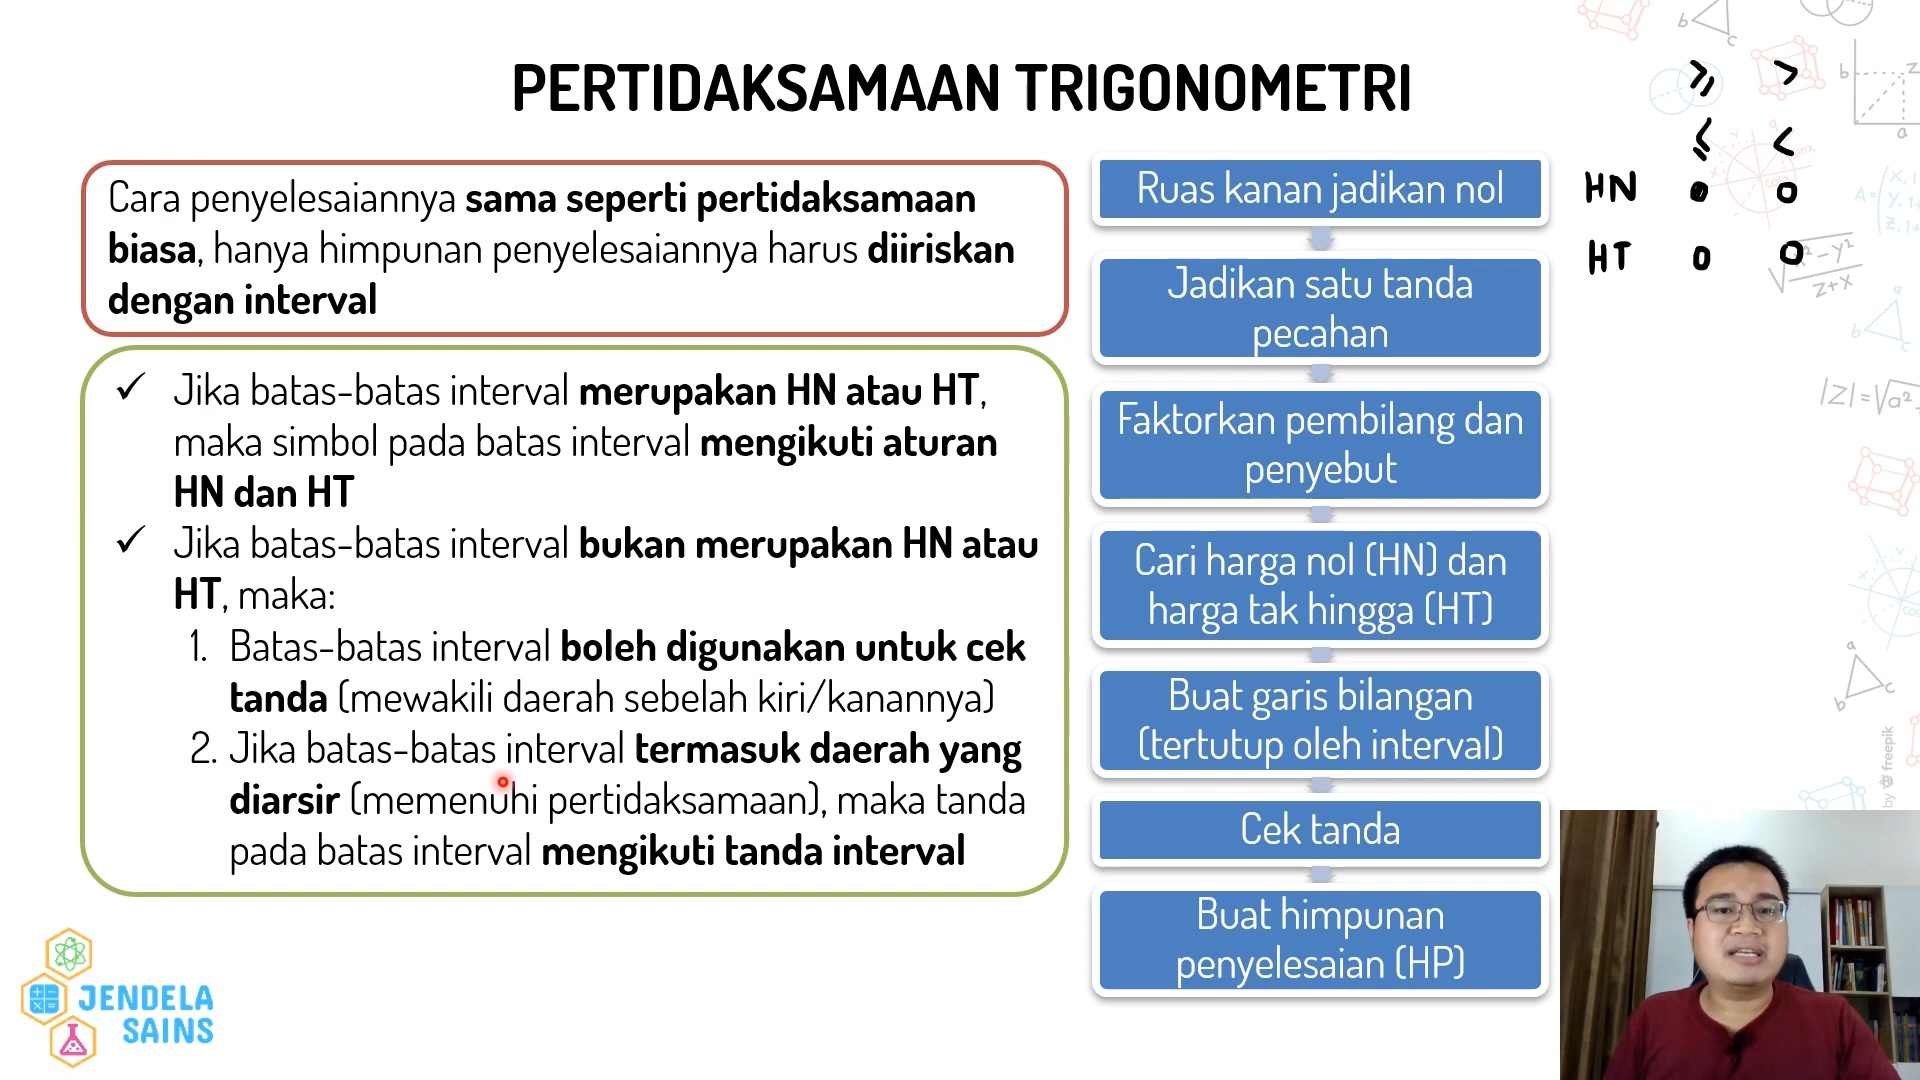 PERTIDAKSAMAAN TRIGONOMETRI
Cara penyelesaiannya sama seperti pertidaksamaan
biasa, hanya himpunan penyelesaiannya harus diiriskan
dengan interval
✓ Jika batas-batas interval merupakan HN atau HT,
maka simbol pada batas interval mengikuti aturan
HN dan HT
✓ Jika batas-batas interval bukan merupakan HN atau
HT, maka:
1. Batas-batas interval boleh digunakan untuk cek
tanda (mewakili daerah sebelah kiri/kanannya)
2. Jika batas-batas interval termasuk daerah yang
diarsir (memenuhi pertidaksamaan), maka tanda
pada batas interval mengikuti tanda interval
Ruas kanan jadikan nol
Jadikan satu tanda
pecahan
Faktorkan pembilang dan
penyebut
Cari harga nol (HN) dan
harga tak hingga (HT)
Buat garis bilangan
(tertutup oleh interval)
Cek tanda
Buat himpunan
penyelesaian (HP)
≥ >
≤ <
HN ● ○
HT ○ ○
|Z|=√a²
z+x
by freepik
JENDELA
SAINS